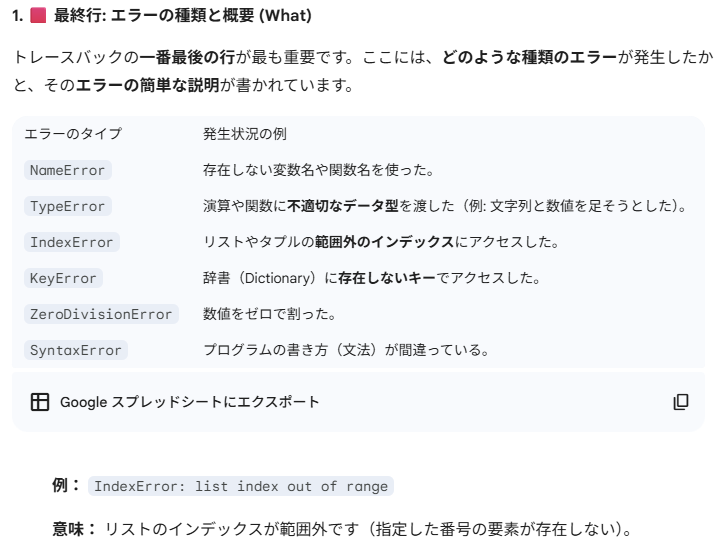 1. 🟥 最終行: エラーの種類と概要 (What)
トレースバックの一番最後の行が最も重要です。ここには、どのような種類のエラーが発生したか
と、そのエラーの簡単な説明が書かれています。
エラーのタイプ 発生状況の例
NameError 存在しない変数名や関数名を使った。
TypeError 演算や関数に不適切なデータ型を渡した（例: 文字列と数値を足そうとした）。
IndexError リストやタプルの範囲外のインデックスにアクセスした。
KeyError 辞書（Dictionary）に存在しないキーでアクセスした。
ZeroDivisionError 数値をゼロで割った。
SyntaxError プログラムの書き方（文法）が間違っている。
Google スプレッドシートにエクスポート
例： IndexError: list index out of range
意味： リストのインデックスが範囲外です（指定した番号の要素が存在しない）。